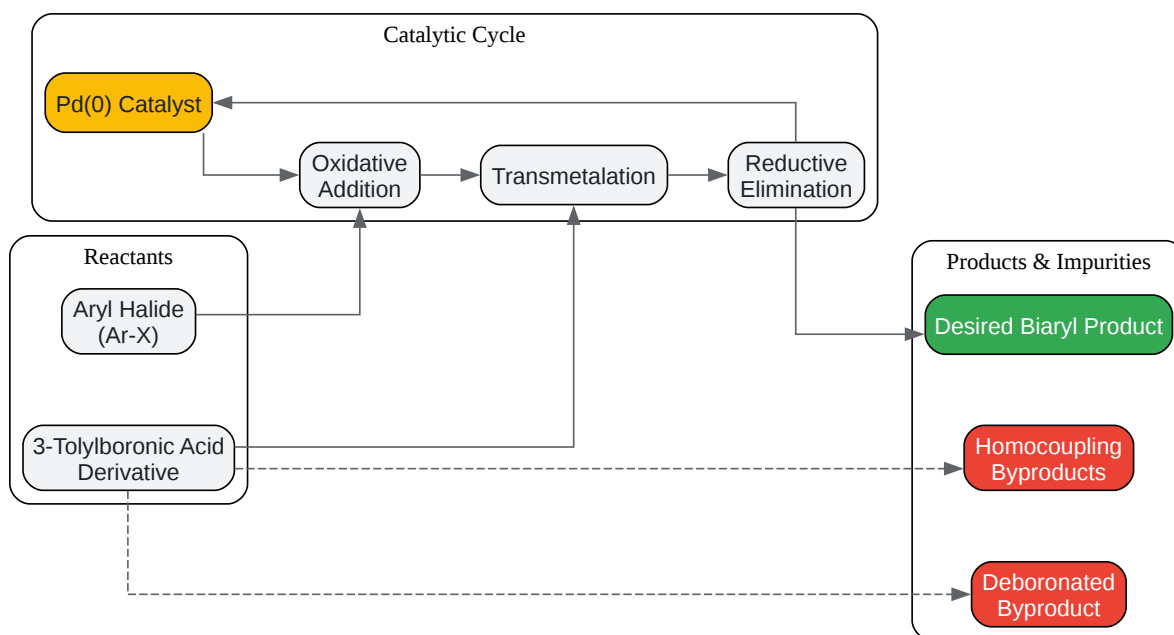 Catalytic Cycle
Pd(0) Catalyst
Oxidative
Addition
Transmetalation
Reductive
Elimination
Reactants
Aryl Halide
(Ar-X)
3-Tolylboronic Acid
Derivative
Products & Impurities
Desired Biaryl Product
Homocoupling
Byproducts
Deboronated
Byproduct